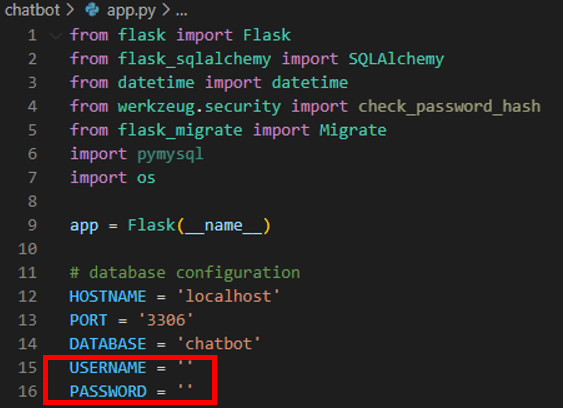 chatbot > app.py > ...
1 from flask import Flask
2 from flask_sqlalchemy import SQLAlchemy
3 from datetime import datetime
4 from werkzeug.security import check_password_hash
5 from flask_migrate import Migrate
6 import pymysql
7 import os
8
9 app = Flask(__name__)
10
11 # database configuration
12 HOSTNAME = 'localhost'
13 PORT = '3306'
14 DATABASE = 'chatbot'
15 USERNAME = ''
16 PASSWORD = ''